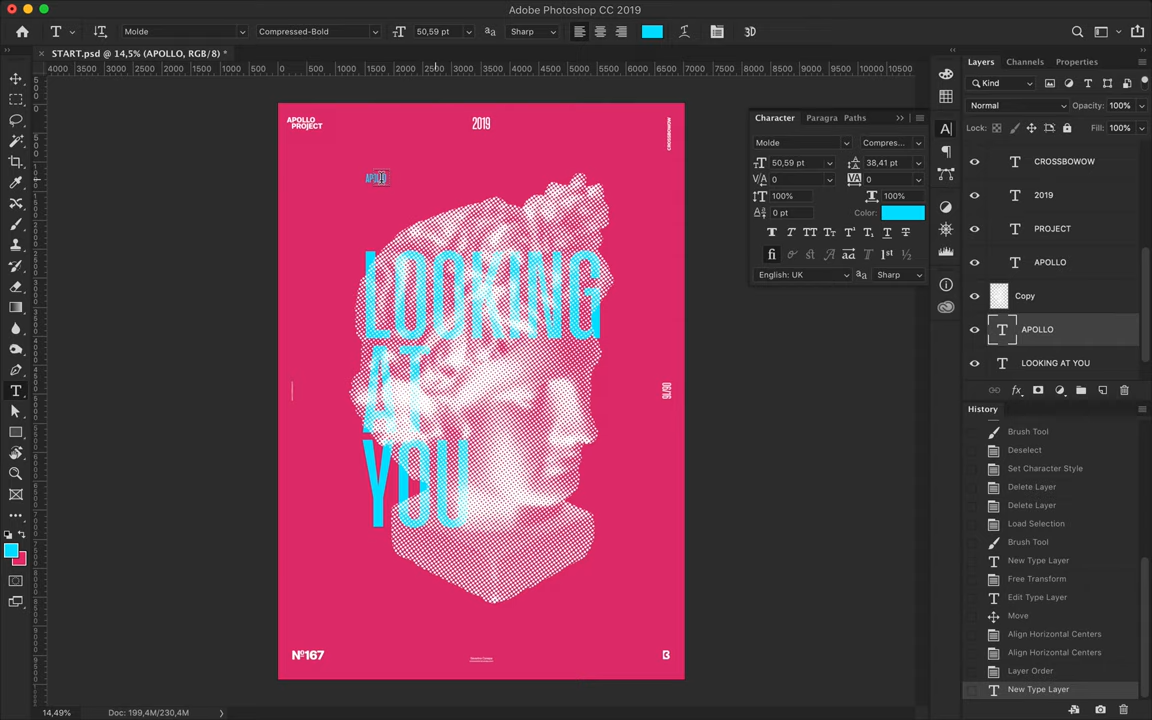 Adobe Photoshop CC 2019
Molde
Compressed-Bold
50,59 pt
Sharp
START.psd @ 14,5% (APOLLO, RGB/8) *
4000 3500 3000 2500 2000 1500 1000 500 0 500 1000 1500 2000 2500 3000 3500 4000 4500 5000 5500 6000 6500 7000 7500 8000 8500 9000 9500 10000 10500
APOLLO
PROJECT
2019
CROSSBOWOW
APOLLO
LOOKING
AT
YOU
16/06
Nº167
Character
Paragra
Paths
Molde
Compres...
50,59 pt
38,41 pt
0
0
100%
100%
0 pt
Color:
English: UK
Sharp
Layers
Channels
Properties
Kind
Normal
Opacity: 100%
Lock:
Fill: 100%
CROSSBOWOW
2019
PROJECT
APOLLO
Copy
APOLLO
LOOKING AT YOU
History
Brush Tool
Deselect
Set Character Style
Delete Layer
Delete Layer
Load Selection
Brush Tool
New Type Layer
Free Transform
Edit Type Layer
Move
Align Horizontal Centers
Align Horizontal Centers
Layer Order
New Type Layer
14,49%
Doc: 199,4M/230,4M